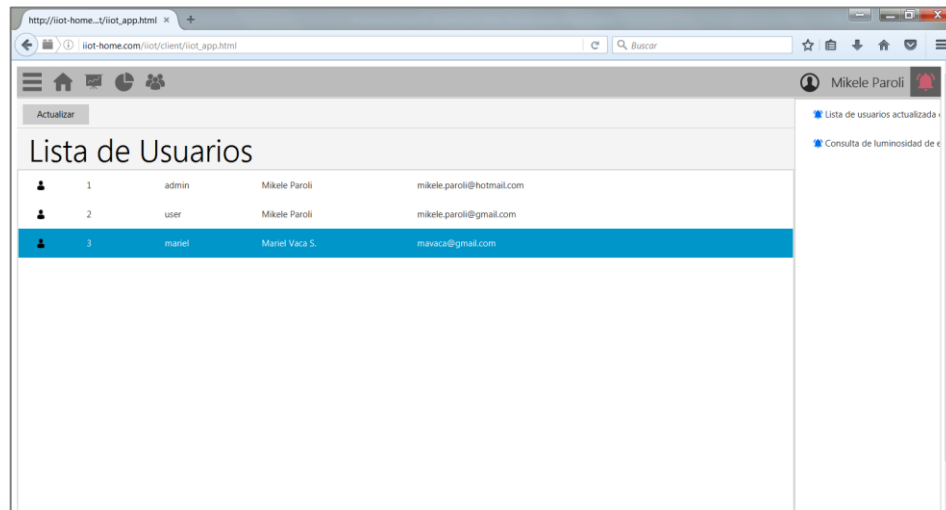 http://iiot-home...t/iiot_app.html × +
iiot-home.com/iiot/client/iiot_app.html Buscar
Mikele Paroli
Actualizar
Lista de Usuarios
1 admin Mikele Paroli mikele.paroli@hotmail.com
2 user Mikele Paroli mikele.paroli@gmail.com
3 mariel Mariel Vaca S. mavaca@gmail.com
Lista de usuarios actualizada
Consulta de luminosidad de e